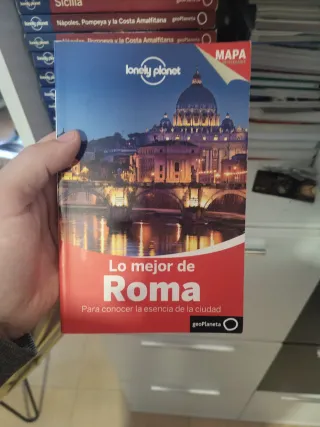 Sicilia
Nápoles, Pompeya y la Costa Amalfitana
geoPlaneta
Nápoles, Pompeya y la Costa Amalfitana
geoPlaneta
lonely planet
MAPA
Lo mejor de
Roma
Para conocer la esencia de la ciudad
geoPlaneta